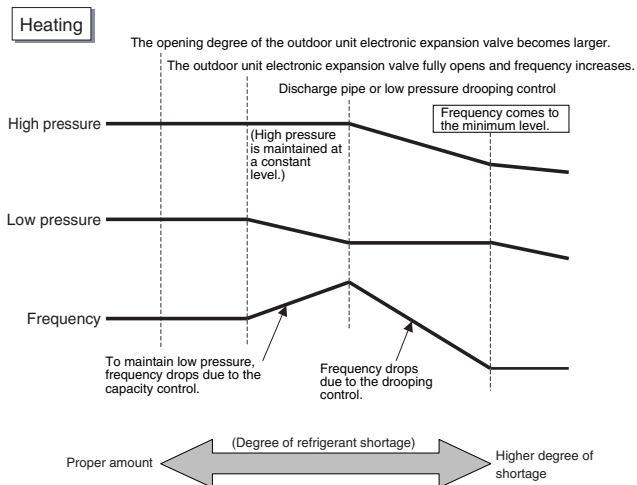 Heating
The opening degree of the outdoor unit electronic expansion valve becomes larger.
The outdoor unit electronic expansion valve fully opens and frequency increases.
Discharge pipe or low pressure drooping control
Frequency comes
to the minimum level.
High pressure
(High pressure
is maintained at
a constant
level.)
Low pressure
Frequency
To maintain low pressure,
frequency drops due to the
capacity control.
Frequency drops
due to the drooping
control.
(Degree of refrigerant shortage)
Proper amount
Higher degree of
shortage